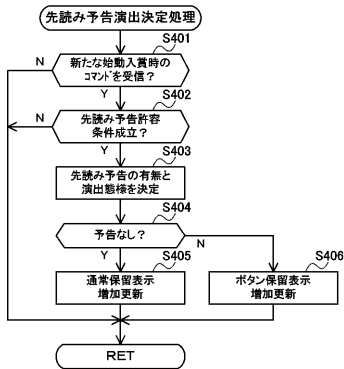 先読み予告演出決定処理
S401
新たな始動入賞時の
コマンドを受信？
N
Y
S402
先読み予告許容
条件成立？
N
Y
S403
先読み予告の有無と
演出態様を決定
S404
予告なし？
N
Y
S405
通常保留表示
増加更新
S406
ボタン保留表示
増加更新
RET